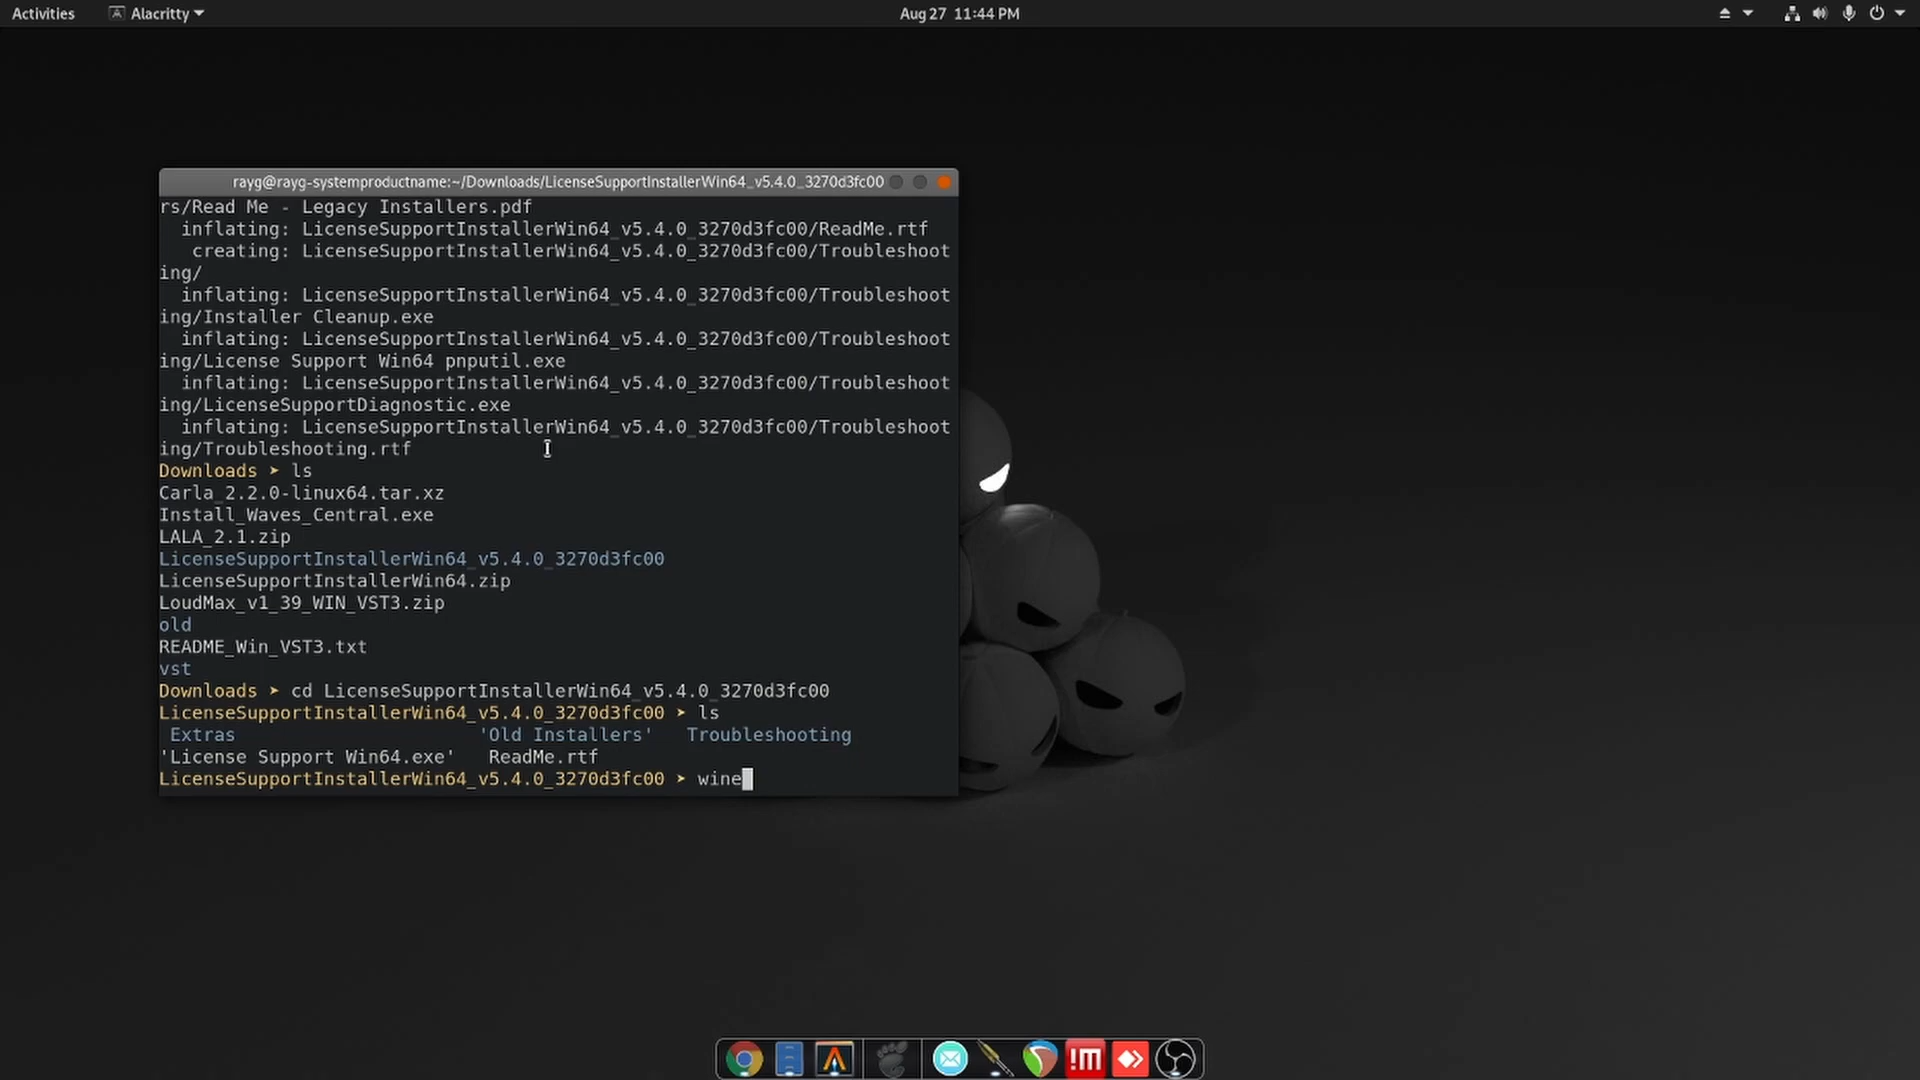 Activities
Alacritty
Aug 27 11:44 PM
rayg@rayg-systemproductname:~/Downloads/LicenseSupportInstallerWin64_v5.4.0_3270d3fc00
rs/Read Me - Legacy Installers.pdf
inflating: LicenseSupportInstallerWin64_v5.4.0_3270d3fc00/ReadMe.rtf
creating: LicenseSupportInstallerWin64_v5.4.0_3270d3fc00/Troubleshoot
ing/
inflating: LicenseSupportInstallerWin64_v5.4.0_3270d3fc00/Troubleshoot
ing/Installer Cleanup.exe
inflating: LicenseSupportInstallerWin64_v5.4.0_3270d3fc00/Troubleshoot
ing/License Support Win64 pnputil.exe
inflating: LicenseSupportInstallerWin64_v5.4.0_3270d3fc00/Troubleshoot
ing/LicenseSupportDiagnostic.exe
inflating: LicenseSupportInstallerWin64_v5.4.0_3270d3fc00/Troubleshoot
ing/Troubleshooting.rtf
Downloads ➤ ls
Carla_2.2.0-linux64.tar.xz
Install_Waves_Central.exe
LALA_2.1.zip
LicenseSupportInstallerWin64_v5.4.0_3270d3fc00
LicenseSupportInstallerWin64.zip
LoudMax_v1_39_WIN_VST3.zip
old
README_Win_VST3.txt
vst
Downloads ➤ cd LicenseSupportInstallerWin64_v5.4.0_3270d3fc00
LicenseSupportInstallerWin64_v5.4.0_3270d3fc00 ➤ ls
Extras 'Old Installers' Troubleshooting
'License Support Win64.exe' ReadMe.rtf
LicenseSupportInstallerWin64_v5.4.0_3270d3fc00 ➤ wine
!M